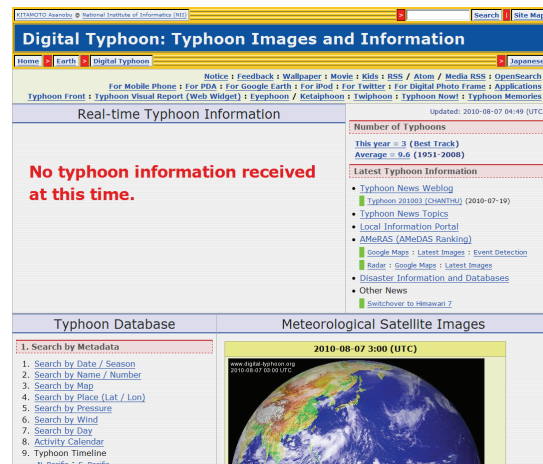 KITAMOTO Asanobu @ National Institute of Informatics (NII)
> Search | Site Map
Digital Typhoon: Typhoon Images and Information
Home > Earth > Digital Typhoon > Japanese
Notice : Feedback : Wallpaper : Movie : Kids : RSS / Atom / Media RSS : OpenSearch
For Mobile Phone : For PDA : For Google Earth : For iPod : For Twitter : For Digital Photo Frame : Applications
Typhoon Front : Typhoon Visual Report (Web Widget) : Eyephoon / Ketaiphoon : Twiphoon : Typhoon Now! : Typhoon Memories
Real-time Typhoon Information
No typhoon information received
at this time.
Updated: 2010-08-07 04:49 (UTC)
Number of Typhoons
This year = 3 (Best Track)
Average = 9.6 (1951-2008)
Latest Typhoon Information
• Typhoon News Weblog
Typhoon 201003 (CHANTHU) (2010-07-19)
• Typhoon News Topics
• Local Information Portal
• AMeRAS (AMeDAS Ranking)
Google Maps : Latest Images : Event Detection
Radar : Google Maps : Latest Images
• Disaster Information and Databases
• Other News
Switchover to Himawari 7
Typhoon Database
1. Search by Metadata
1. Search by Date / Season
2. Search by Name / Number
3. Search by Map
4. Search by Place (Lat / Lon)
5. Search by Pressure
6. Search by Wind
7. Search by Day
8. Activity Calendar
9. Typhoon Timeline
N. Pacific : S. Pacific
Meteorological Satellite Images
2010-08-07 3:00 (UTC)
www.digital-typhoon.org
2010-08-07 03:00 UTC